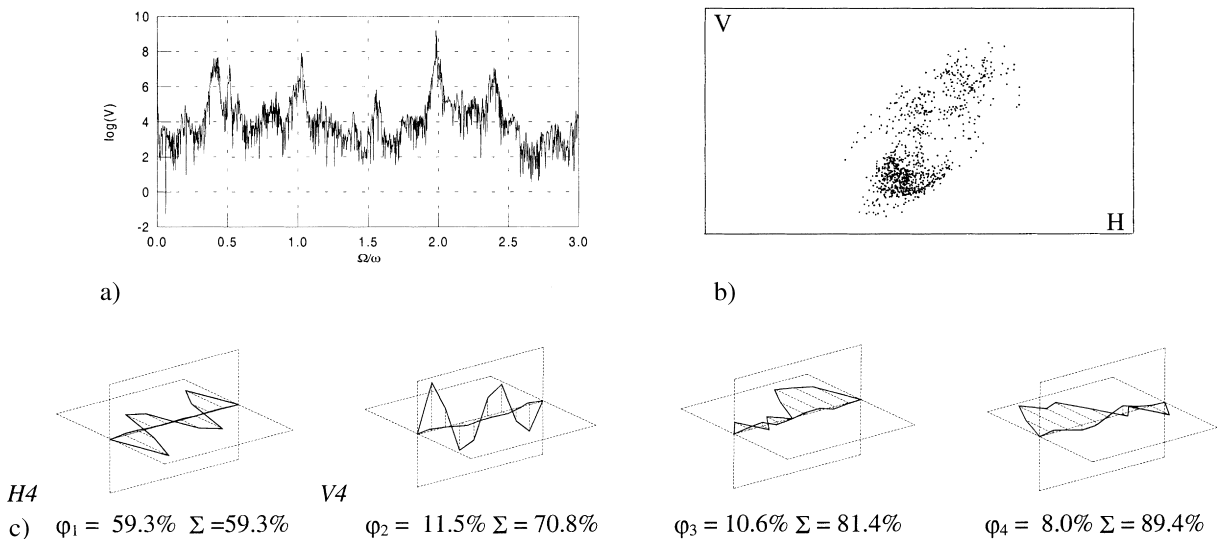 10
8
6
4
2
0
-2
log(V)
0.0 0.5 1.0 1.5 2.0 2.5 3.0
Ω/ω
V
H
a)
b)
H4
V4
c) φ1 = 59.3% Σ =59.3% φ2 = 11.5% Σ = 70.8% φ3 = 10.6% Σ = 81.4% φ4 = 8.0% Σ = 89.4%